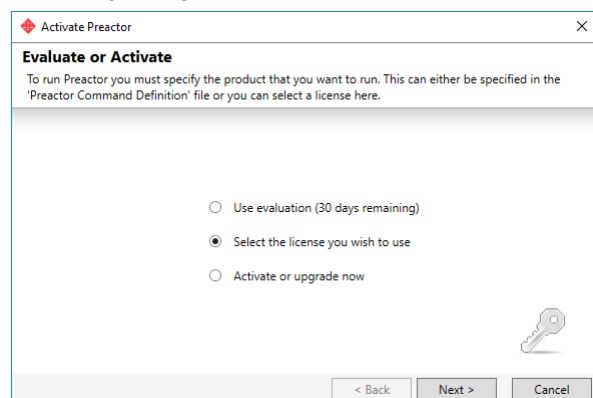 Activate Preactor
Evaluate or Activate
To run Preactor you must specify the product that you want to run. This can either be specified in the
'Preactor Command Definition' file or you can select a license here.
Use evaluation (30 days remaining)
Select the license you wish to use
Activate or upgrade now
< Back Next > Cancel